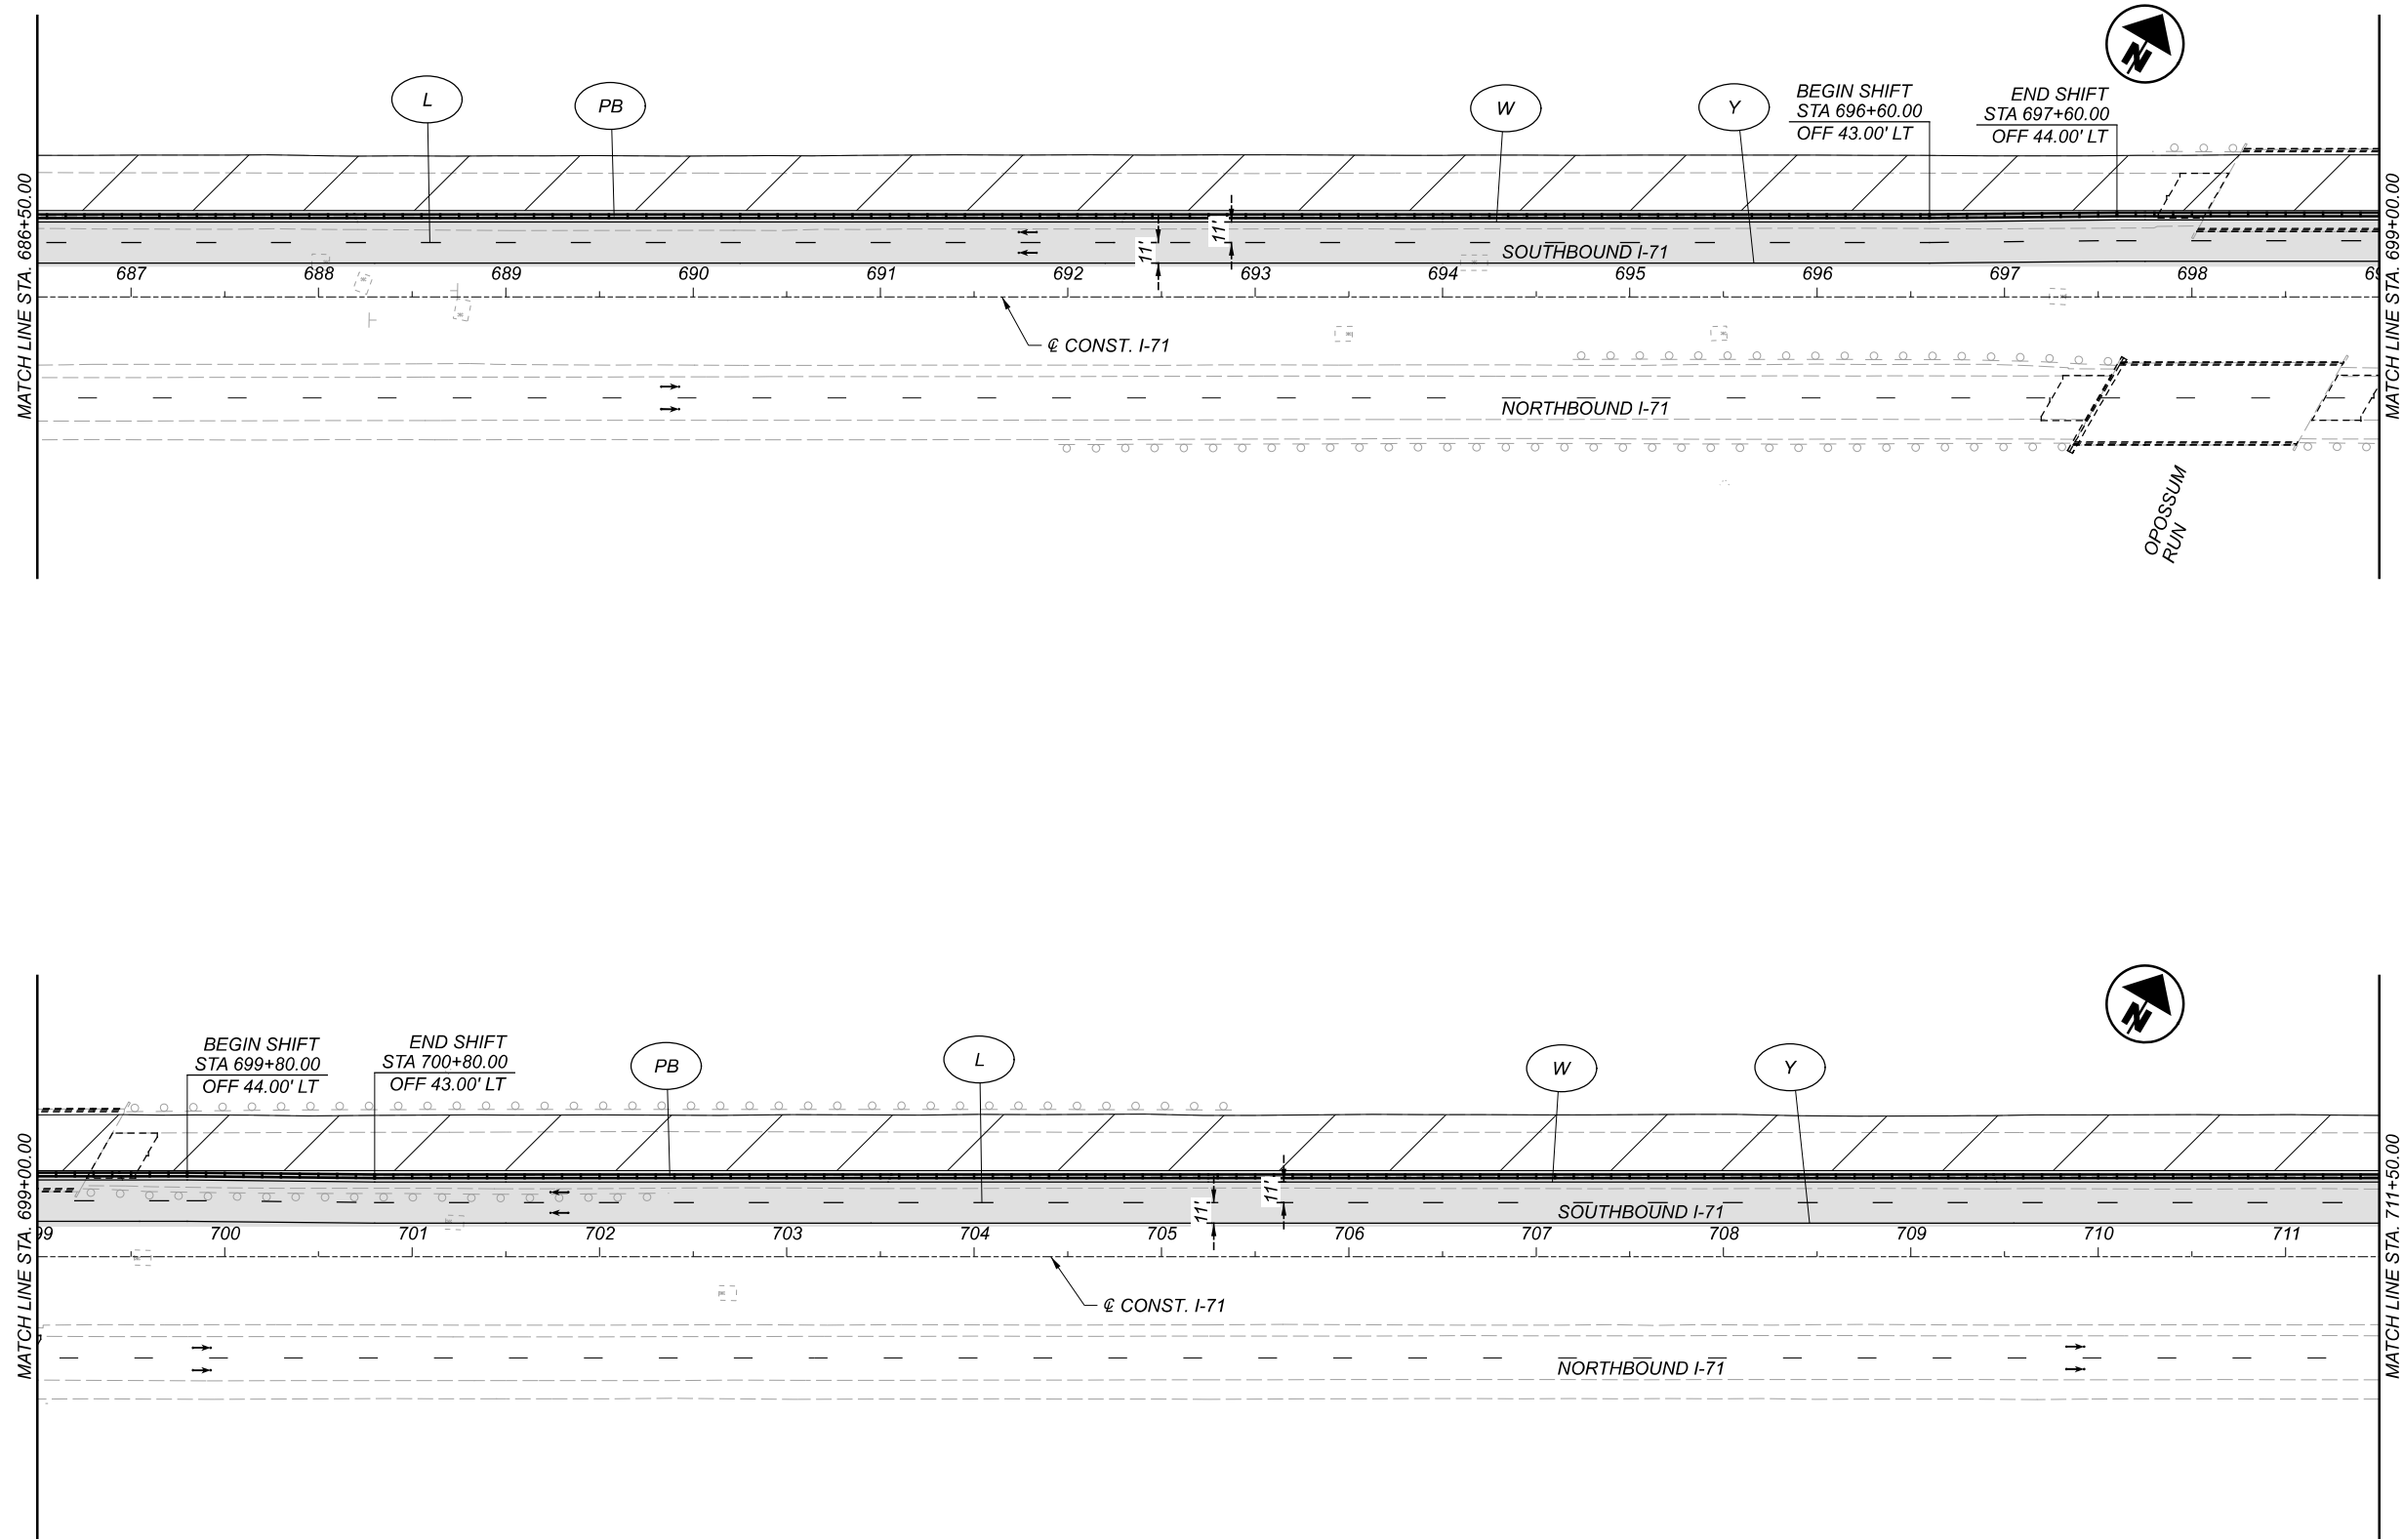 N
L
PB
W
Y
BEGIN SHIFT
STA 696+60.00
OFF 43.00' LT
END SHIFT
STA 697+60.00
OFF 44.00' LT
MATCH LINE STA. 686+50.00
MATCH LINE STA. 699+00.00
11'
11'
SOUTHBOUND I-71
687 688 689 690 691 692 693 694 695 696 697 698 69
℄ CONST. I-71
NORTHBOUND I-71
OPOSSUM
RUN
N
BEGIN SHIFT
STA 699+80.00
OFF 44.00' LT
END SHIFT
STA 700+80.00
OFF 43.00' LT
PB
L
W
Y
MATCH LINE STA. 699+00.00
MATCH LINE STA. 711+50.00
11'
11'
SOUTHBOUND I-71
99 700 701 702 703 704 705 706 707 708 709 710 711
℄ CONST. I-71
NORTHBOUND I-71